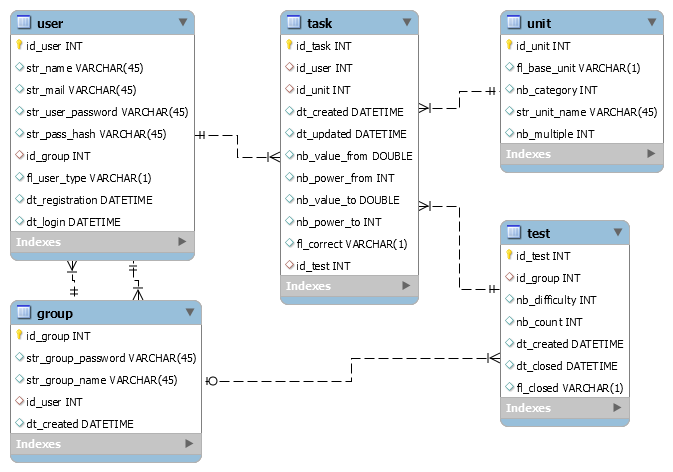 user
id_user INT
str_name VARCHAR(45)
str_mail VARCHAR(45)
str_user_password VARCHAR(45)
str_pass_hash VARCHAR(45)
id_group INT
fl_user_type VARCHAR(1)
dt_registration DATETIME
dt_login DATETIME
Indexes
task
id_task INT
id_user INT
id_unit INT
dt_created DATETIME
dt_updated DATETIME
nb_value_from DOUBLE
nb_power_from INT
nb_value_to DOUBLE
nb_power_to INT
fl_correct VARCHAR(1)
id_test INT
Indexes
unit
id_unit INT
fl_base_unit VARCHAR(1)
nb_category INT
str_unit_name VARCHAR(45)
nb_multiple INT
Indexes
group
id_group INT
str_group_password VARCHAR(45)
str_group_name VARCHAR(45)
id_user INT
dt_created DATETIME
Indexes
test
id_test INT
id_group INT
nb_difficulty INT
nb_count INT
dt_created DATETIME
dt_closed DATETIME
fl_closed VARCHAR(1)
Indexes